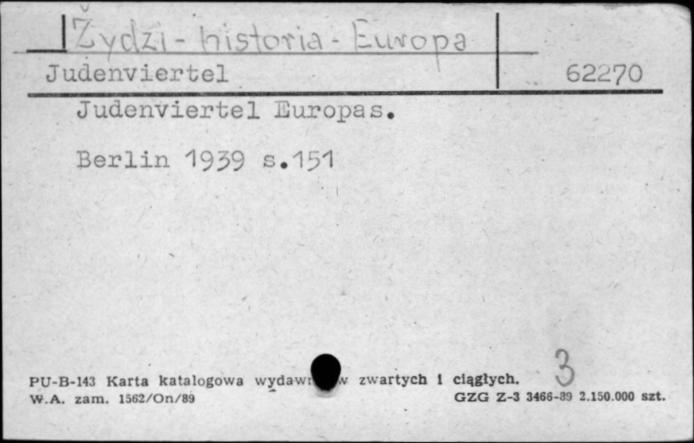 Żydzi - historia - Europa
Judenviertel 62270
Judenviertel Europas.
Berlin 1939 s.151
3
PU-B-143 Karta katalogowa zwartych i ciągłych.
W.A. zam. 1562/On/89 GZG Z-3 3466-89 2.150.000 szt.